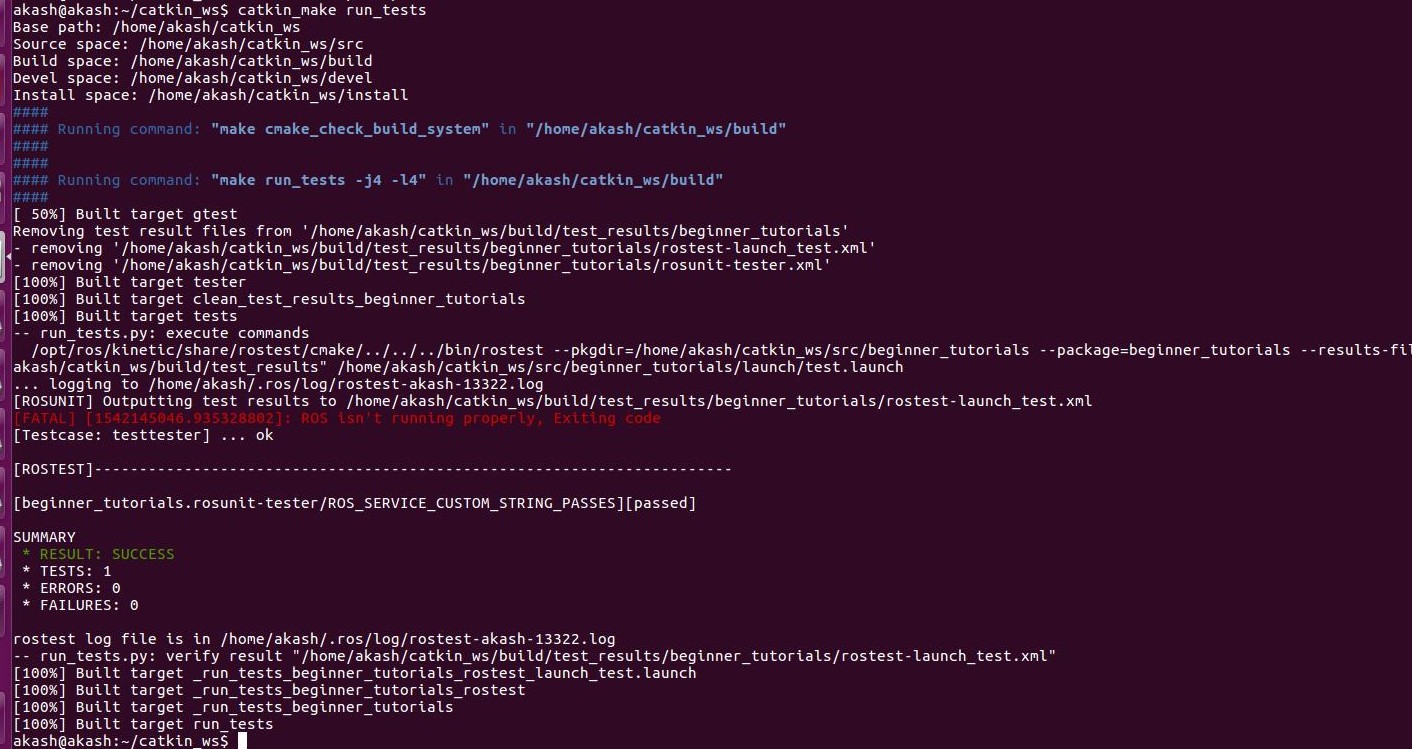 akash@akash:~/catkin_ws$ catkin_make run_tests
Base path: /home/akash/catkin_ws
Source space: /home/akash/catkin_ws/src
Build space: /home/akash/catkin_ws/build
Devel space: /home/akash/catkin_ws/devel
Install space: /home/akash/catkin_ws/install
####
#### Running command: "make cmake_check_build_system" in "/home/akash/catkin_ws/build"
####
####
#### Running command: "make run_tests -j4 -l4" in "/home/akash/catkin_ws/build"
####
[ 50%] Built target gtest
Removing test result files from '/home/akash/catkin_ws/build/test_results/beginner_tutorials'
- removing '/home/akash/catkin_ws/build/test_results/beginner_tutorials/rostest-launch_test.xml'
- removing '/home/akash/catkin_ws/build/test_results/beginner_tutorials/rosunit-tester.xml'
[100%] Built target tester
[100%] Built target clean_test_results_beginner_tutorials
[100%] Built target tests
-- run_tests.py: execute commands
  /opt/ros/kinetic/share/rostest/cmake/../../../bin/rostest --pkgdir=/home/akash/catkin_ws/src/beginner_tutorials --package=beginner_tutorials --results-fil
akash/catkin_ws/build/test_results" /home/akash/catkin_ws/src/beginner_tutorials/launch/test.launch
... logging to /home/akash/.ros/log/rostest-akash-13322.log
[ROSUNIT] Outputting test results to /home/akash/catkin_ws/build/test_results/beginner_tutorials/rostest-launch_test.xml
[FATAL] [1542145046.935328802]: ROS isn't running properly, Exiting code
[Testcase: testtester] ... ok
[ROSTEST]-----------------------------------------------------------------------
[beginner_tutorials.rosunit-tester/ROS_SERVICE_CUSTOM_STRING_PASSES][passed]
SUMMARY
 * RESULT: SUCCESS
 * TESTS: 1
 * ERRORS: 0
 * FAILURES: 0
rostest log file is in /home/akash/.ros/log/rostest-akash-13322.log
-- run_tests.py: verify result "/home/akash/catkin_ws/build/test_results/beginner_tutorials/rostest-launch_test.xml"
[100%] Built target _run_tests_beginner_tutorials_rostest_launch_test.launch
[100%] Built target _run_tests_beginner_tutorials_rostest
[100%] Built target _run_tests_beginner_tutorials
[100%] Built target run_tests
akash@akash:~/catkin_ws$